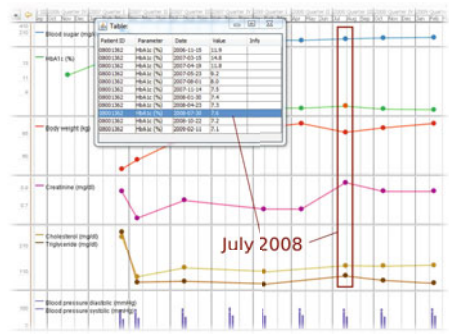 Table:
Patient ID Parameter Date Value Info
08001362 HbA1c (%) 2006-11-15 11.9
08001362 HbA1c (%) 2007-03-15 14.8
08001362 HbA1c (%) 2007-04-19 11.8
08001362 HbA1c (%) 2007-05-23 9.2
08001362 HbA1c (%) 2007-08-01 8.0
08001362 HbA1c (%) 2007-11-14 7.5
08001362 HbA1c (%) 2008-01-30 7.4
08001362 HbA1c (%) 2008-04-23 7.3
08001362 HbA1c (%) 2008-07-30 7.6
08001362 HbA1c (%) 2008-10-22 7.2
08001362 HbA1c (%) 2009-02-11 7.1
Blood sugar (mg/dl)
HbA1c (%)
Body weight (kg)
Creatinine (mg/dl)
Cholesterol (mg/dl)
Triglyceride (mg/dl)
July 2008
Blood pressure diastolic (mmHg)
Blood pressure systolic (mmHg)